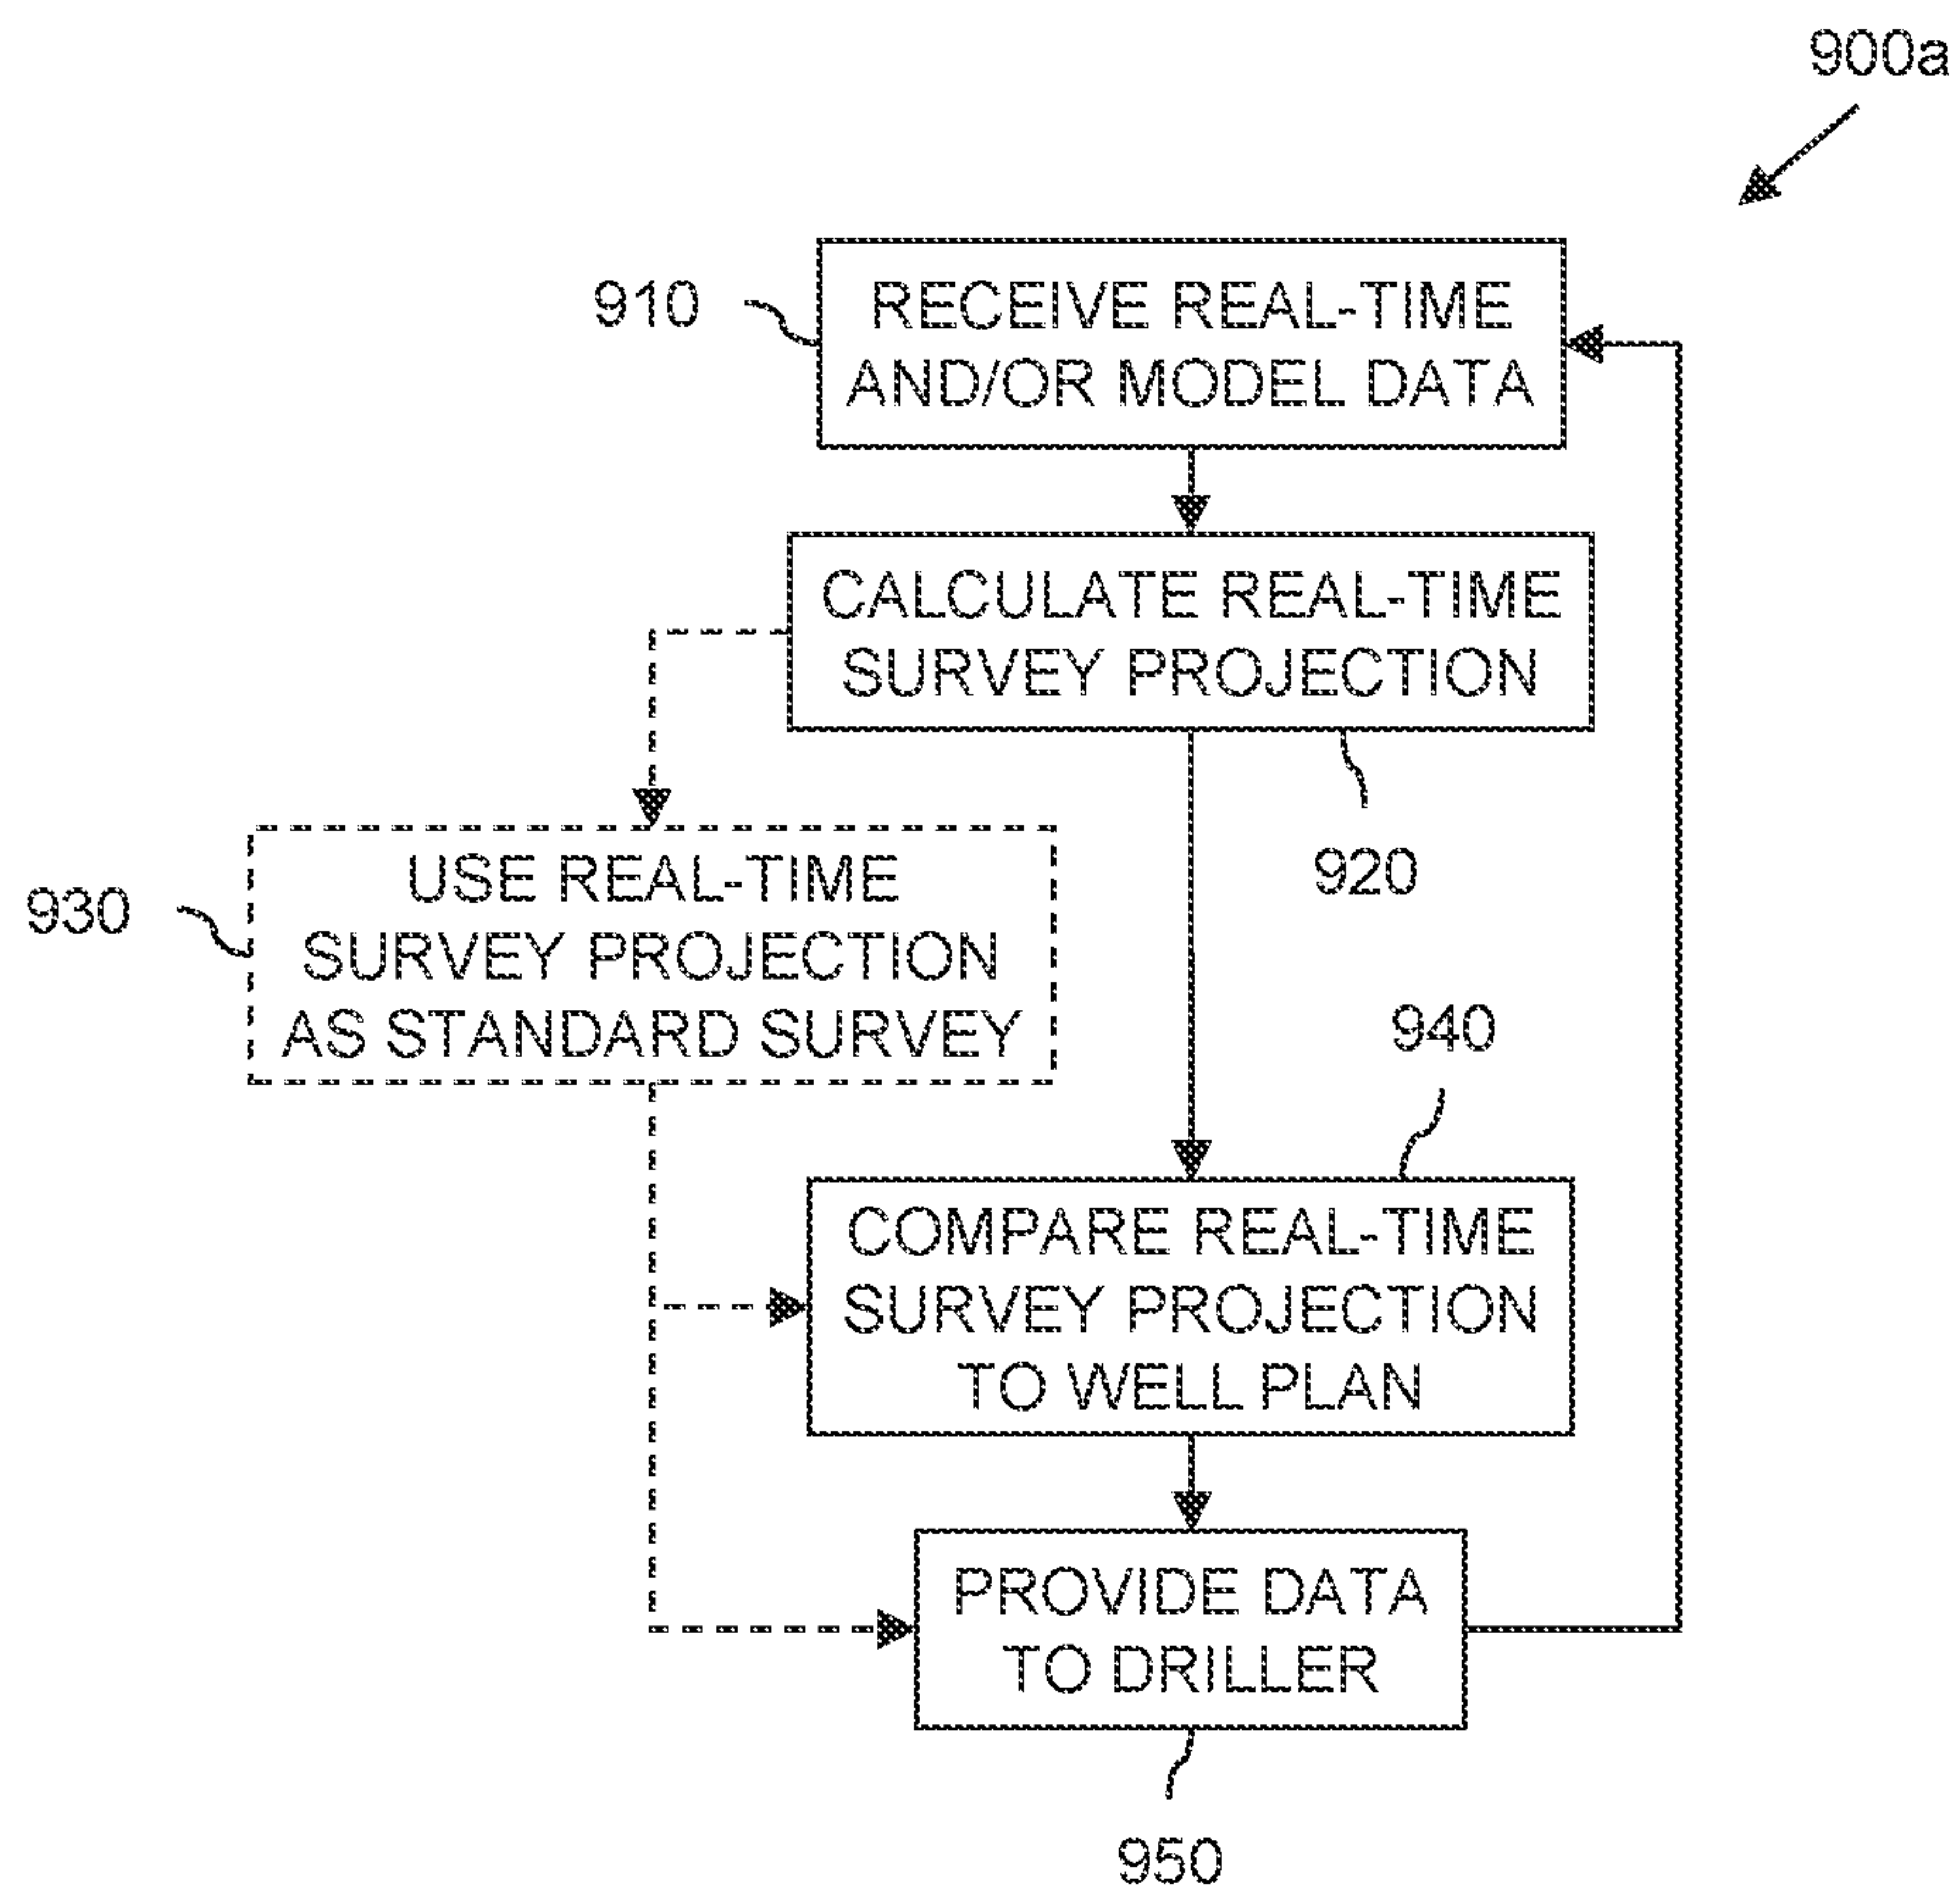 900a
910
RECEIVE REAL-TIME
AND/OR MODEL DATA
CALCULATE REAL-TIME
SURVEY PROJECTION
920
930
USE REAL-TIME
SURVEY PROJECTION
AS STANDARD SURVEY
940
COMPARE REAL-TIME
SURVEY PROJECTION
TO WELL PLAN
PROVIDE DATA
TO DRILLER
950